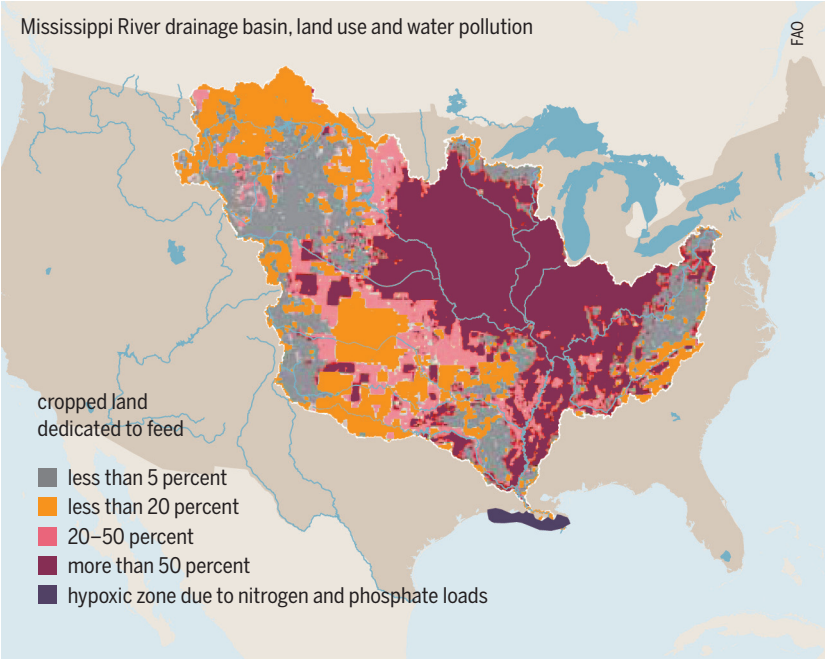 Mississippi River drainage basin, land use and water pollution
FAO
cropped land
dedicated to feed
less than 5 percent
less than 20 percent
20–50 percent
more than 50 percent
hypoxic zone due to nitrogen and phosphate loads